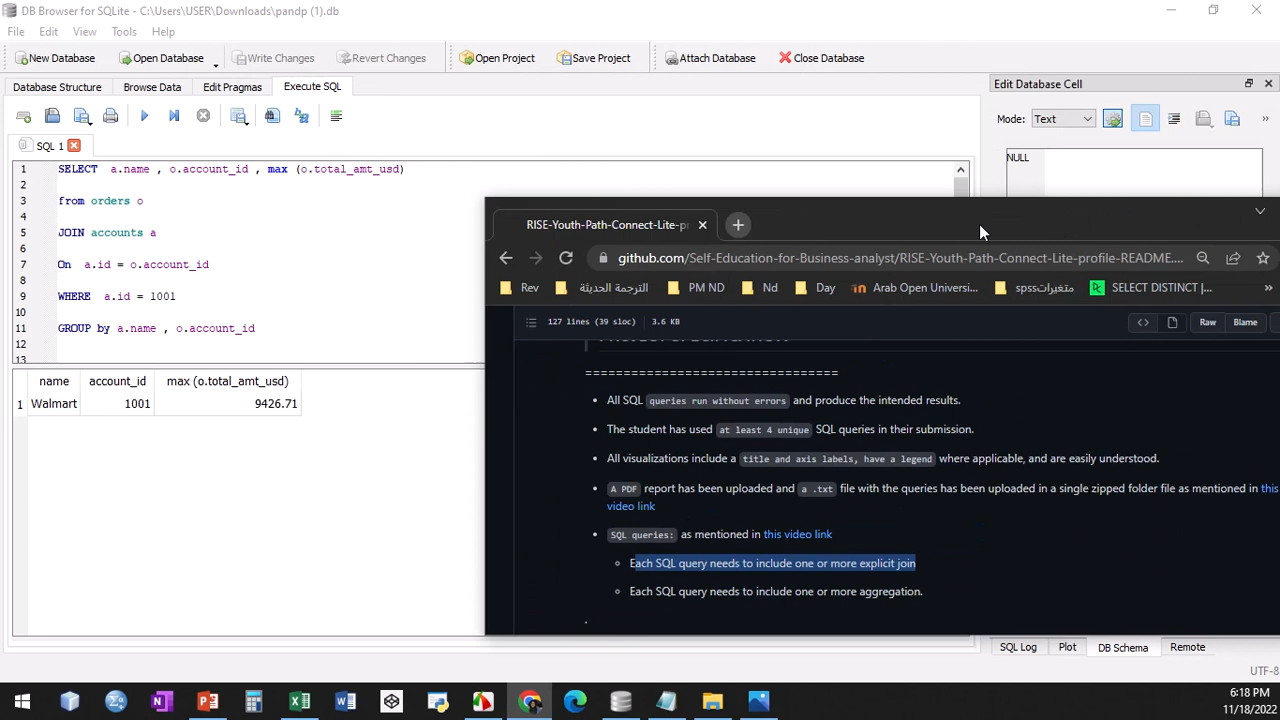 DB Browser for SQLite - C:\Users\USER\Downloads\pandp (1).db
File Edit View Tools Help
New Database Open Database Write Changes Revert Changes Open Project Save Project Attach Database Close Database
Database Structure Browse Data Edit Pragmas Execute SQL
Edit Database Cell
Mode: Text
SQL 1
NULL
1 SELECT a.name , o.account_id , max (o.total_amt_usd)
2
3 from orders o
4
5 JOIN accounts a
6
7 On a.id = o.account_id
8
9 WHERE a.id = 1001
10
11 GROUP by a.name , o.account_id
12
13
name account_id max (o.total_amt_usd)
1 Walmart 1001 9426.71
RISE-Youth-Path-Connect-Lite-pr
github.com/Self-Education-for-Business-analyst/RISE-Youth-Path-Connect-Lite-profile-README....
Rev الترجمة الحديثة PM ND Nd Day Arab Open Universi... متغيراتspss SELECT DISTINCT |...
127 lines (39 sloc) 3.6 KB
Raw Blame
==================================
All SQL queries run without errors and produce the intended results.
The student has used at least 4 unique SQL queries in their submission.
All visualizations include a title and axis labels, have a legend where applicable, and are easily understood.
A PDF report has been uploaded and a .txt file with the queries has been uploaded in a single zipped folder file as mentioned in this
video link
SQL queries: as mentioned in this video link
Each SQL query needs to include one or more explicit join
Each SQL query needs to include one or more aggregation.
.
SQL Log Plot DB Schema Remote
UTF-8
6:18 PM
11/18/2022